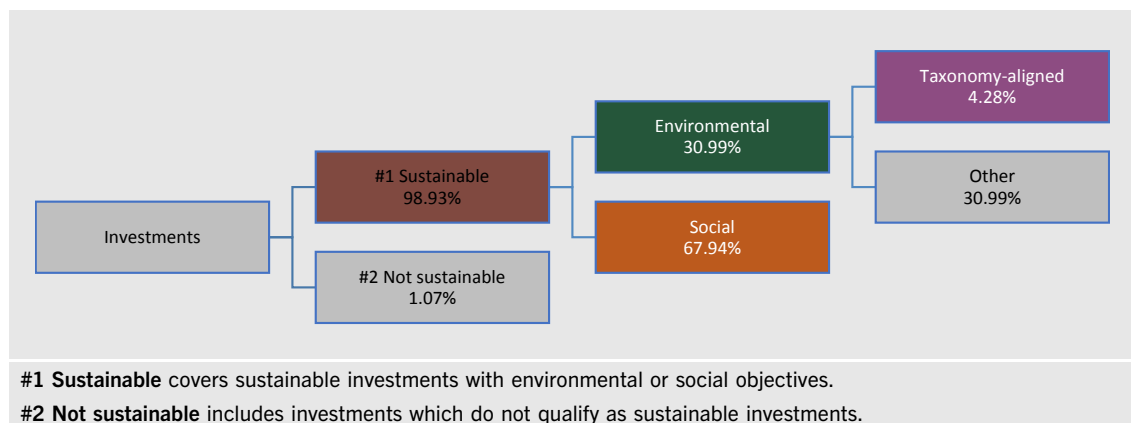 Investments
#1 Sustainable
98.93%
#2 Not sustainable
1.07%
Environmental
30.99%
Social
67.94%
Taxonomy-aligned
4.28%
Other
30.99%
#1 Sustainable covers sustainable investments with environmental or social objectives.
#2 Not sustainable includes investments which do not qualify as sustainable investments.